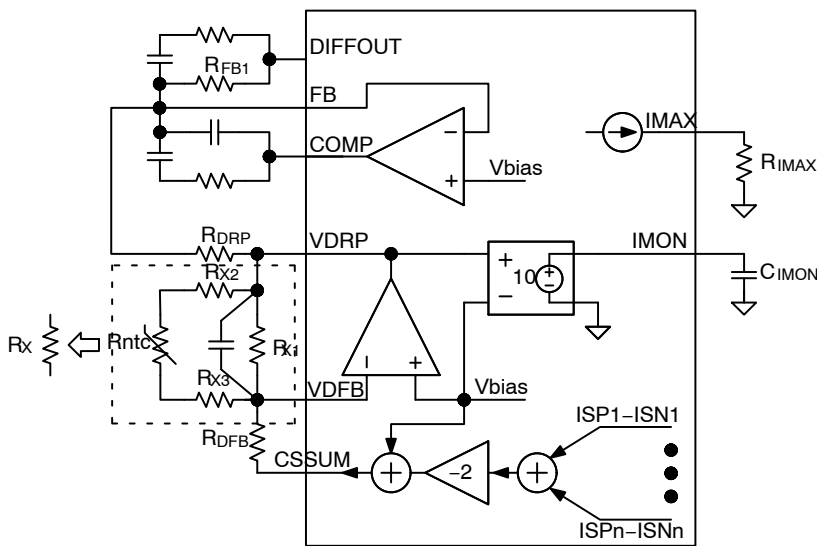 DIFFOUT
RFB1
FB
COMP
IMAX
−
+
Vbias
RIMAX
RDRP
VDRP
IMON
RX2
+
10
+
−
−
CIMON
RX
Rntc
RX1
RX3
VDFB
−
+
Vbias
RDFB
CSSUM
ISP1−ISN1
+
−2
+
ISPn−ISNn